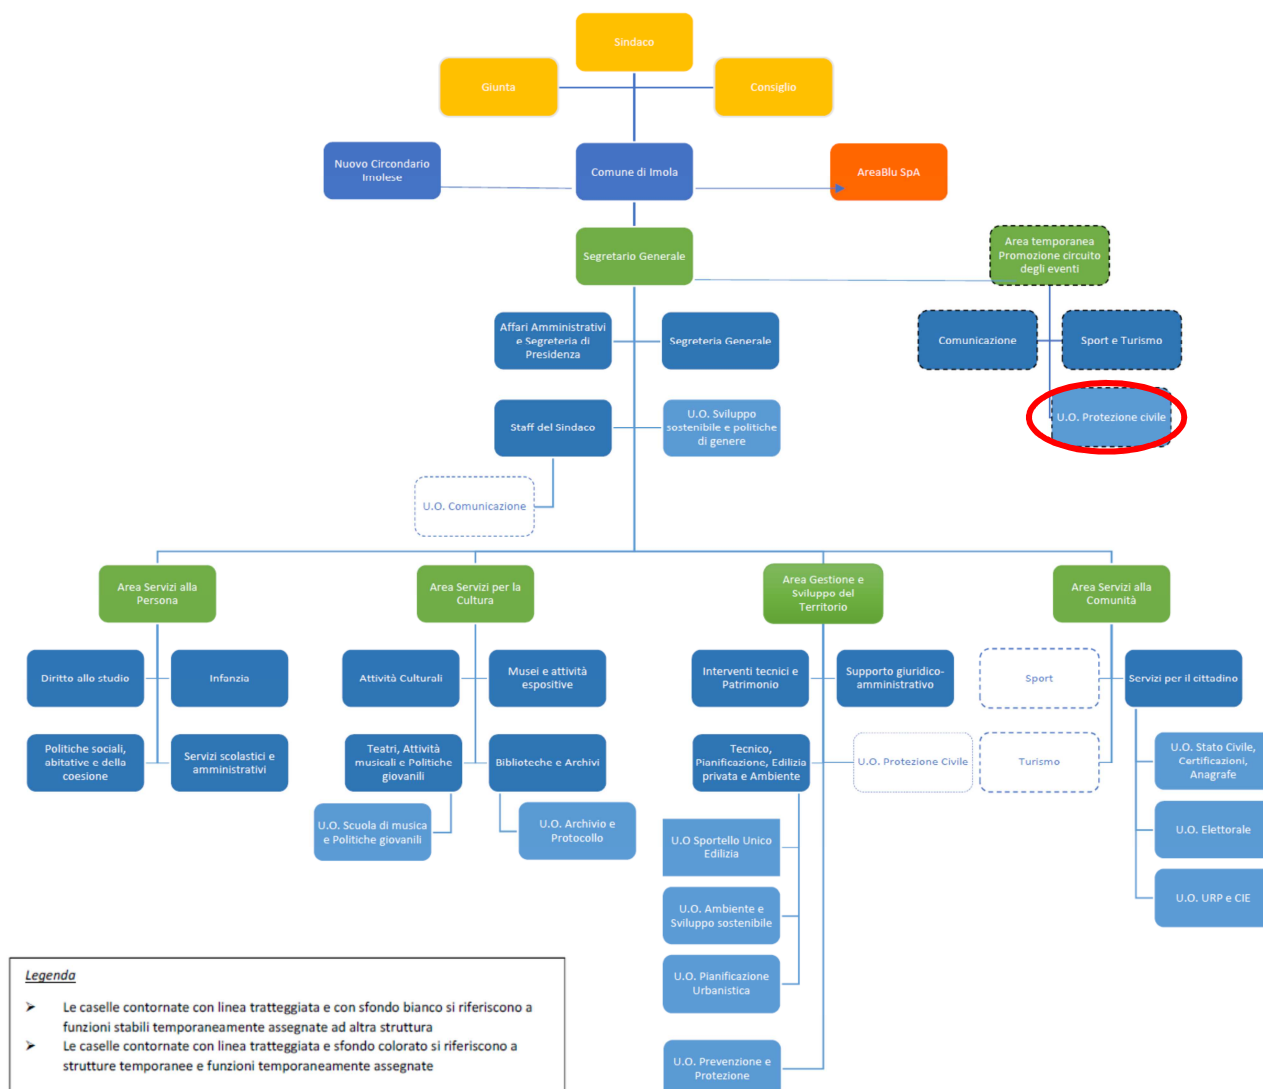 Sindaco
Giunta
Consiglio
Nuovo Circondario
Imolese
Comune di Imola
AreaBlu SpA
Segretario Generale
Area temporanea
Promozione circuito
degli eventi
Affari Amministrativi
e Segreteria di
Presidenza
Segreteria Generale
Comunicazione
Sport e Turismo
Staff del Sindaco
U.O. Sviluppo
sostenibile e politiche
di genere
U.O. Protezione civile
U.O. Comunicazione
Area Servizi alla
Persona
Area Servizi per la
Cultura
Area Gestione e
Sviluppo del
Territorio
Area Servizi alla
Comunità
Diritto allo studio
Infanzia
Attività Culturali
Musei e attività
espositive
Interventi tecnici e
Patrimonio
Supporto giuridico-
amministrativo
Sport
Servizi per il cittadino
Politiche sociali,
abitative e della
coesione
Servizi scolastici e
amministrativi
Teatri, Attività
musicali e Politiche
giovanili
Biblioteche e Archivi
Tecnico,
Pianificazione, Edilizia
privata e Ambiente
U.O. Protezione Civile
Turismo
U.O. Stato Civile,
Certificazioni,
Anagrafe
U.O. Scuola di musica
e Politiche giovanili
U.O. Archivio e
Protocollo
U.O Sportello Unico
Edilizia
U.O. Elettorale
U.O. Ambiente e
Sviluppo sostenibile
U.O. URP e CIE
U.O. Pianificazione
Urbanistica
U.O. Prevenzione e
Protezione
Legenda
➤ Le caselle contornate con linea tratteggiata e con sfondo bianco si riferiscono a
funzioni stabili temporaneamente assegnate ad altra struttura
➤ Le caselle contornate con linea tratteggiata e sfondo colorato si riferiscono a
strutture temporanee e funzioni temporaneamente assegnate